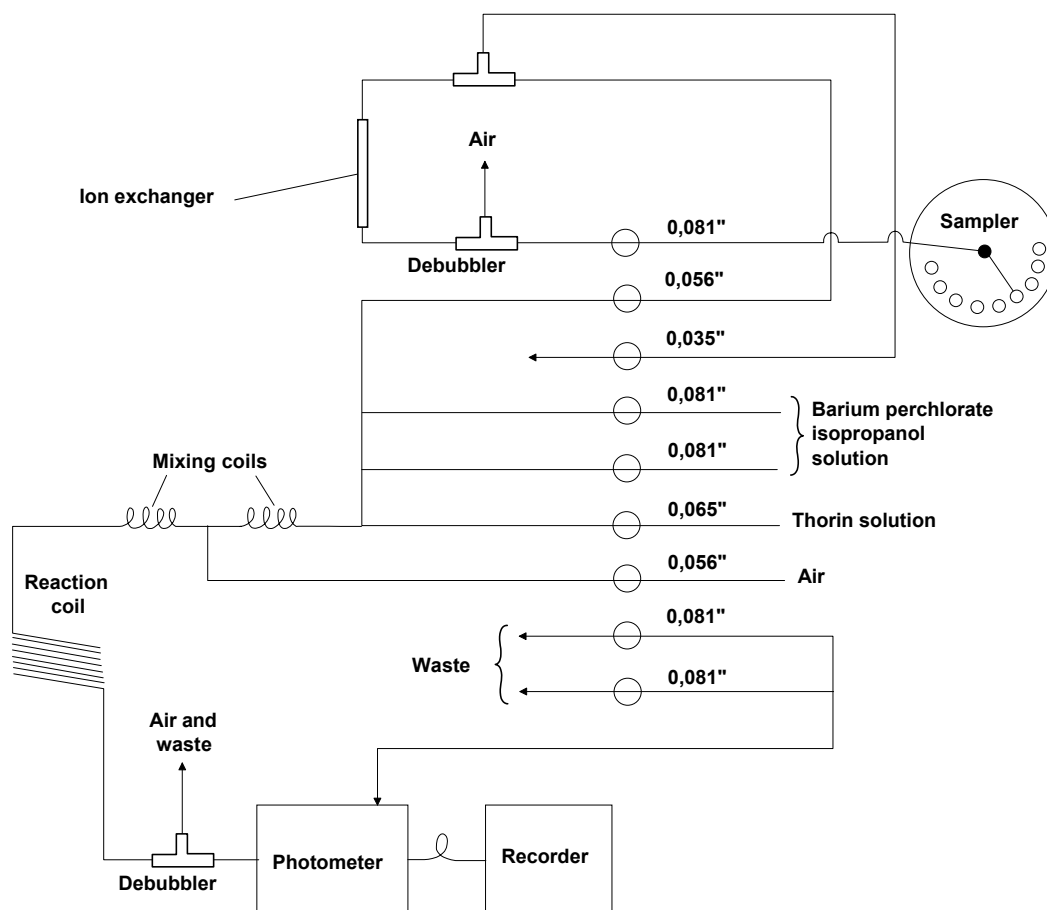 Air
Ion exchanger
Debubbler
0,081"
Sampler
0,056"
0,035"
0,081"
Barium perchlorate
isopropanol
solution
0,081"
Mixing coils
0,065"
Thorin solution
0,056"
Air
Reaction
coil
0,081"
Waste
0,081"
Air and
waste
Debubbler
Photometer
Recorder